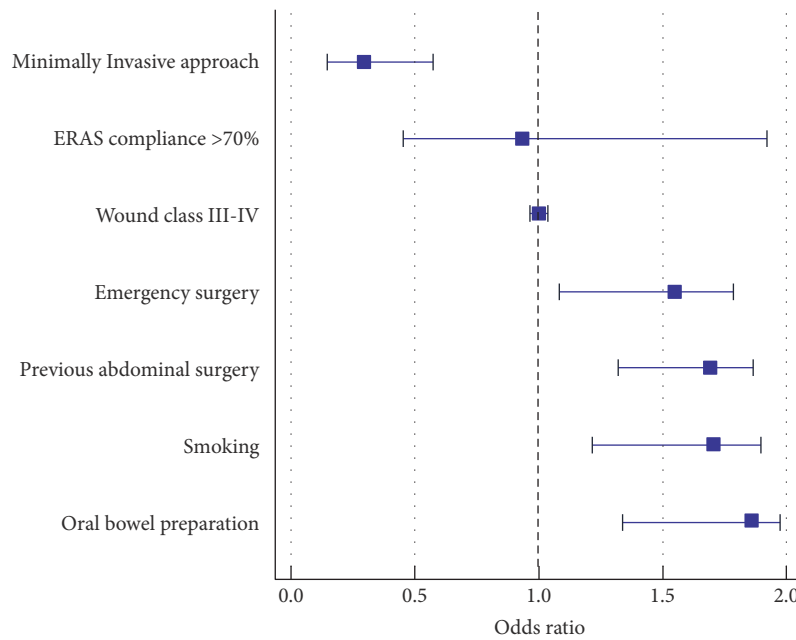 Minimally Invasive approach
ERAS compliance >70%
Wound class III-IV
Emergency surgery
Previous abdominal surgery
Smoking
Oral bowel preparation
0.0 0.5 1.0 1.5 2.0
Odds ratio